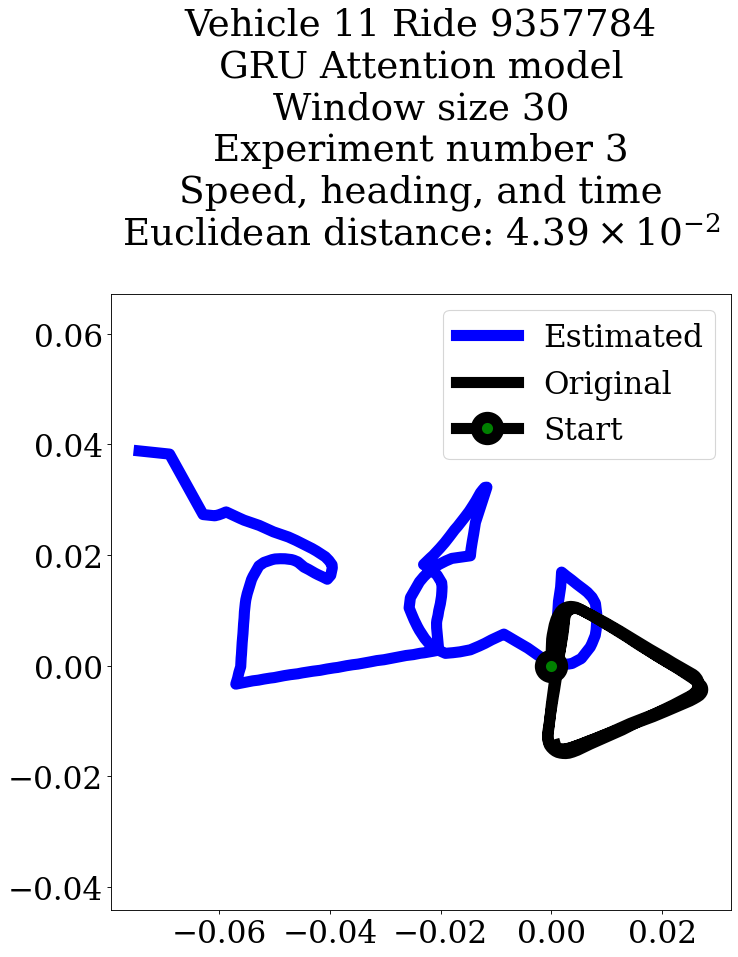 Vehicle 11 Ride 9357784
GRU Attention model
Window size 30
Experiment number 3
Speed, heading, and time
Euclidean distance: 4.39 × 10⁻²
Estimated
Original
Start
0.06
0.04
0.02
0.00
−0.02
−0.04
−0.06 −0.04 −0.02 0.00 0.02